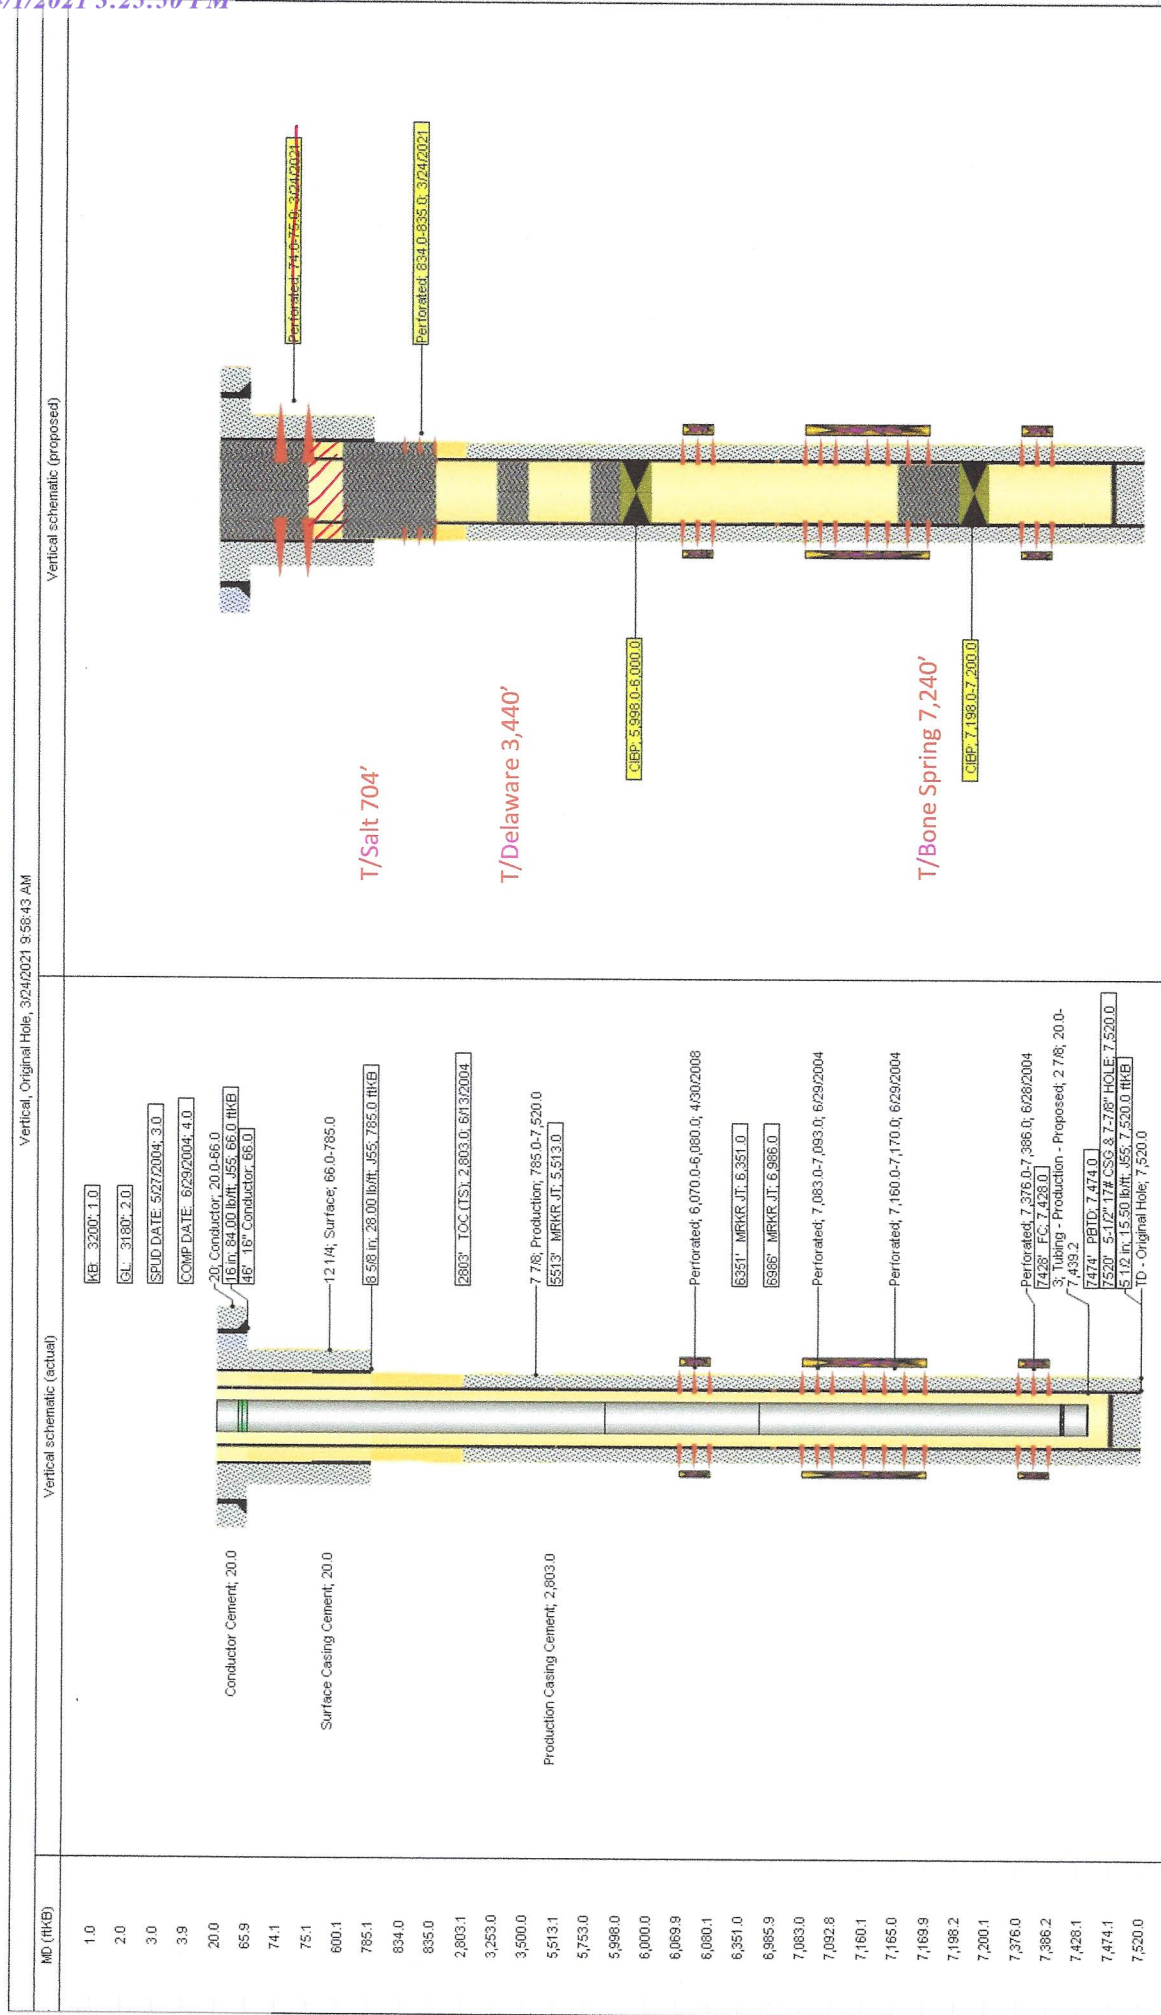 Vertical, Original Hole, 3/24/2021 9:58:43 AM
MD (ftKB)
Vertical schematic (actual)
Vertical schematic (proposed)
1.0
2.0
3.0
3.9
20.0
65.9
74.1
75.1
600.1
785.1
834.0
835.0
2,803.1
3,253.0
3,500.0
5,513.1
5,753.0
5,998.0
6,000.0
6,069.9
6,080.1
6,351.0
6,985.9
7,083.0
7,092.8
7,160.1
7,165.0
7,169.9
7,198.2
7,200.1
7,376.0
7,386.2
7,428.1
7,474.1
7,520.0
Conductor Cement; 20.0
Surface Casing Cement; 20.0
Production Casing Cement; 2,803.0
KB: 3200'; 1.0
GL: 3180'; 2.0
SPUD DATE: 5/27/2004; 3.0
COMP DATE: 6/29/2004; 4.0
20; Conductor; 20.0-66.0
16 in; 84.00 lb/ft; J55; 66.0 ftKB
46' 16" Conductor; 66.0
12 1/4; Surface; 66.0-785.0
8 5/8 in; 28.00 lb/ft; J55; 785.0 ftKB
2803' TOC (TS); 2,803.0; 6/13/2004
7 7/8; Production; 785.0-7,520.0
5513' MRKR JT; 5,513.0
Perforated; 6,070.0-6,080.0; 4/30/2008
6351' MRKR JT; 6,351.0
6986' MRKR JT; 6,986.0
Perforated; 7,083.0-7,093.0; 6/29/2004
Perforated; 7,160.0-7,170.0; 6/29/2004
Perforated; 7,376.0-7,386.0; 6/28/2004
7428' FC; 7,428.0
3; Tubing - Production - Proposed; 2 7/8; 20.0-
7,439.2
7474' PBTD; 7,474.0
7520' 5-1/2" 17# CSG & 7-7/8" HOLE; 7,520.0
5 1/2 in; 15.50 lb/ft; J55; 7,520.0 ftKB
TD - Original Hole; 7,520.0
Perforated; 74.0-75.0; 3/24/2021
Perforated; 834.0-835.0; 3/24/2021
T/Salt 704'
T/Delaware 3,440'
CIBP; 5,998.0-6,000.0
T/Bone Spring 7,240'
CIBP; 7,198.0-7,200.0